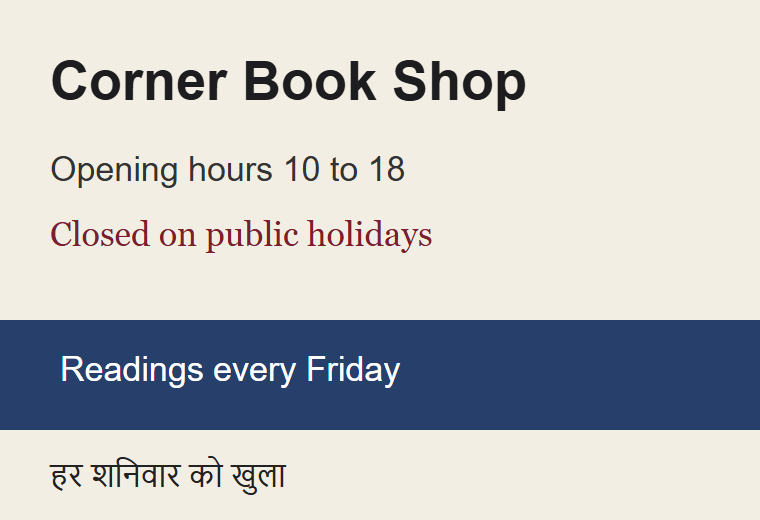 Corner Book Shop
Opening hours 10 to 18
Closed on public holidays
Readings every Friday
हर शनिवार को खुला